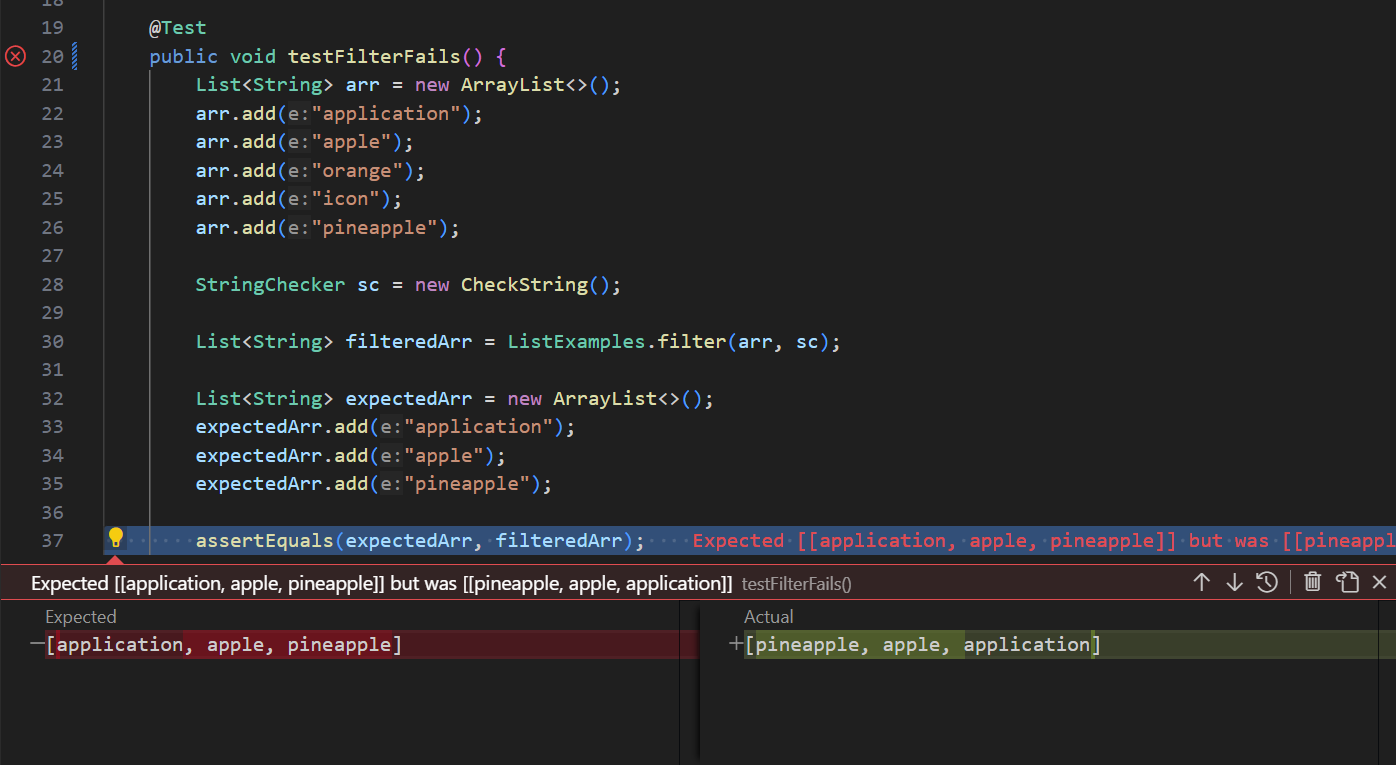 18
19 @Test
20 public void testFilterFails() {
21 List<String> arr = new ArrayList<>();
22 arr.add(e:"application");
23 arr.add(e:"apple");
24 arr.add(e:"orange");
25 arr.add(e:"icon");
26 arr.add(e:"pineapple");
27
28 StringChecker sc = new CheckString();
29
30 List<String> filteredArr = ListExamples.filter(arr, sc);
31
32 List<String> expectedArr = new ArrayList<>();
33 expectedArr.add(e:"application");
34 expectedArr.add(e:"apple");
35 expectedArr.add(e:"pineapple");
36
37 assertEquals(expectedArr, filteredArr); Expected [[application, apple, pineapple]] but was [[pineappl
Expected [[application, apple, pineapple]] but was [[pineapple, apple, application]] testFilterFails()
Expected Actual
−[application, apple, pineapple] +[pineapple, apple, application]